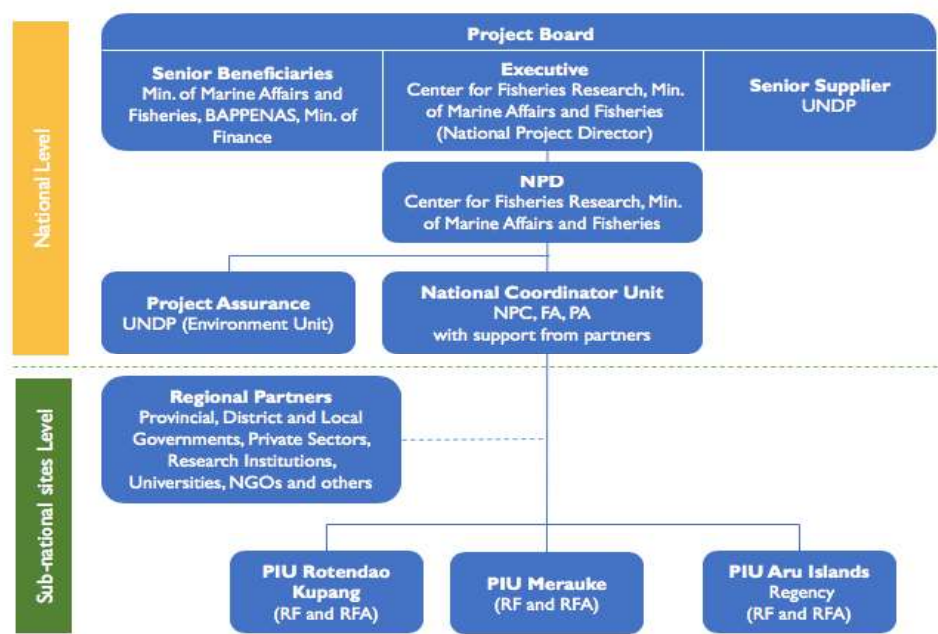 Project Board
Senior Beneficiaries
Min. of Marine Affairs and
Fisheries, BAPPENAS, Min. of
Finance
Executive
Center for Fisheries Research, Min.
of Marine Affairs and Fisheries
(National Project Director)
Senior Supplier
UNDP
National Level
NPD
Center for Fisheries Research, Min.
of Marine Affairs and Fisheries
Project Assurance
UNDP (Environment Unit)
National Coordinator Unit
NPC, FA, PA
with support from partners
Sub-national sites Level
Regional Partners
Provincial, District and Local
Governments, Private Sectors,
Research Institutions,
Universities, NGOs and others
PIU Rotendao
Kupang
(RF and RFA)
PIU Merauke
(RF and RFA)
PIU Aru Islands
Regency
(RF and RFA)